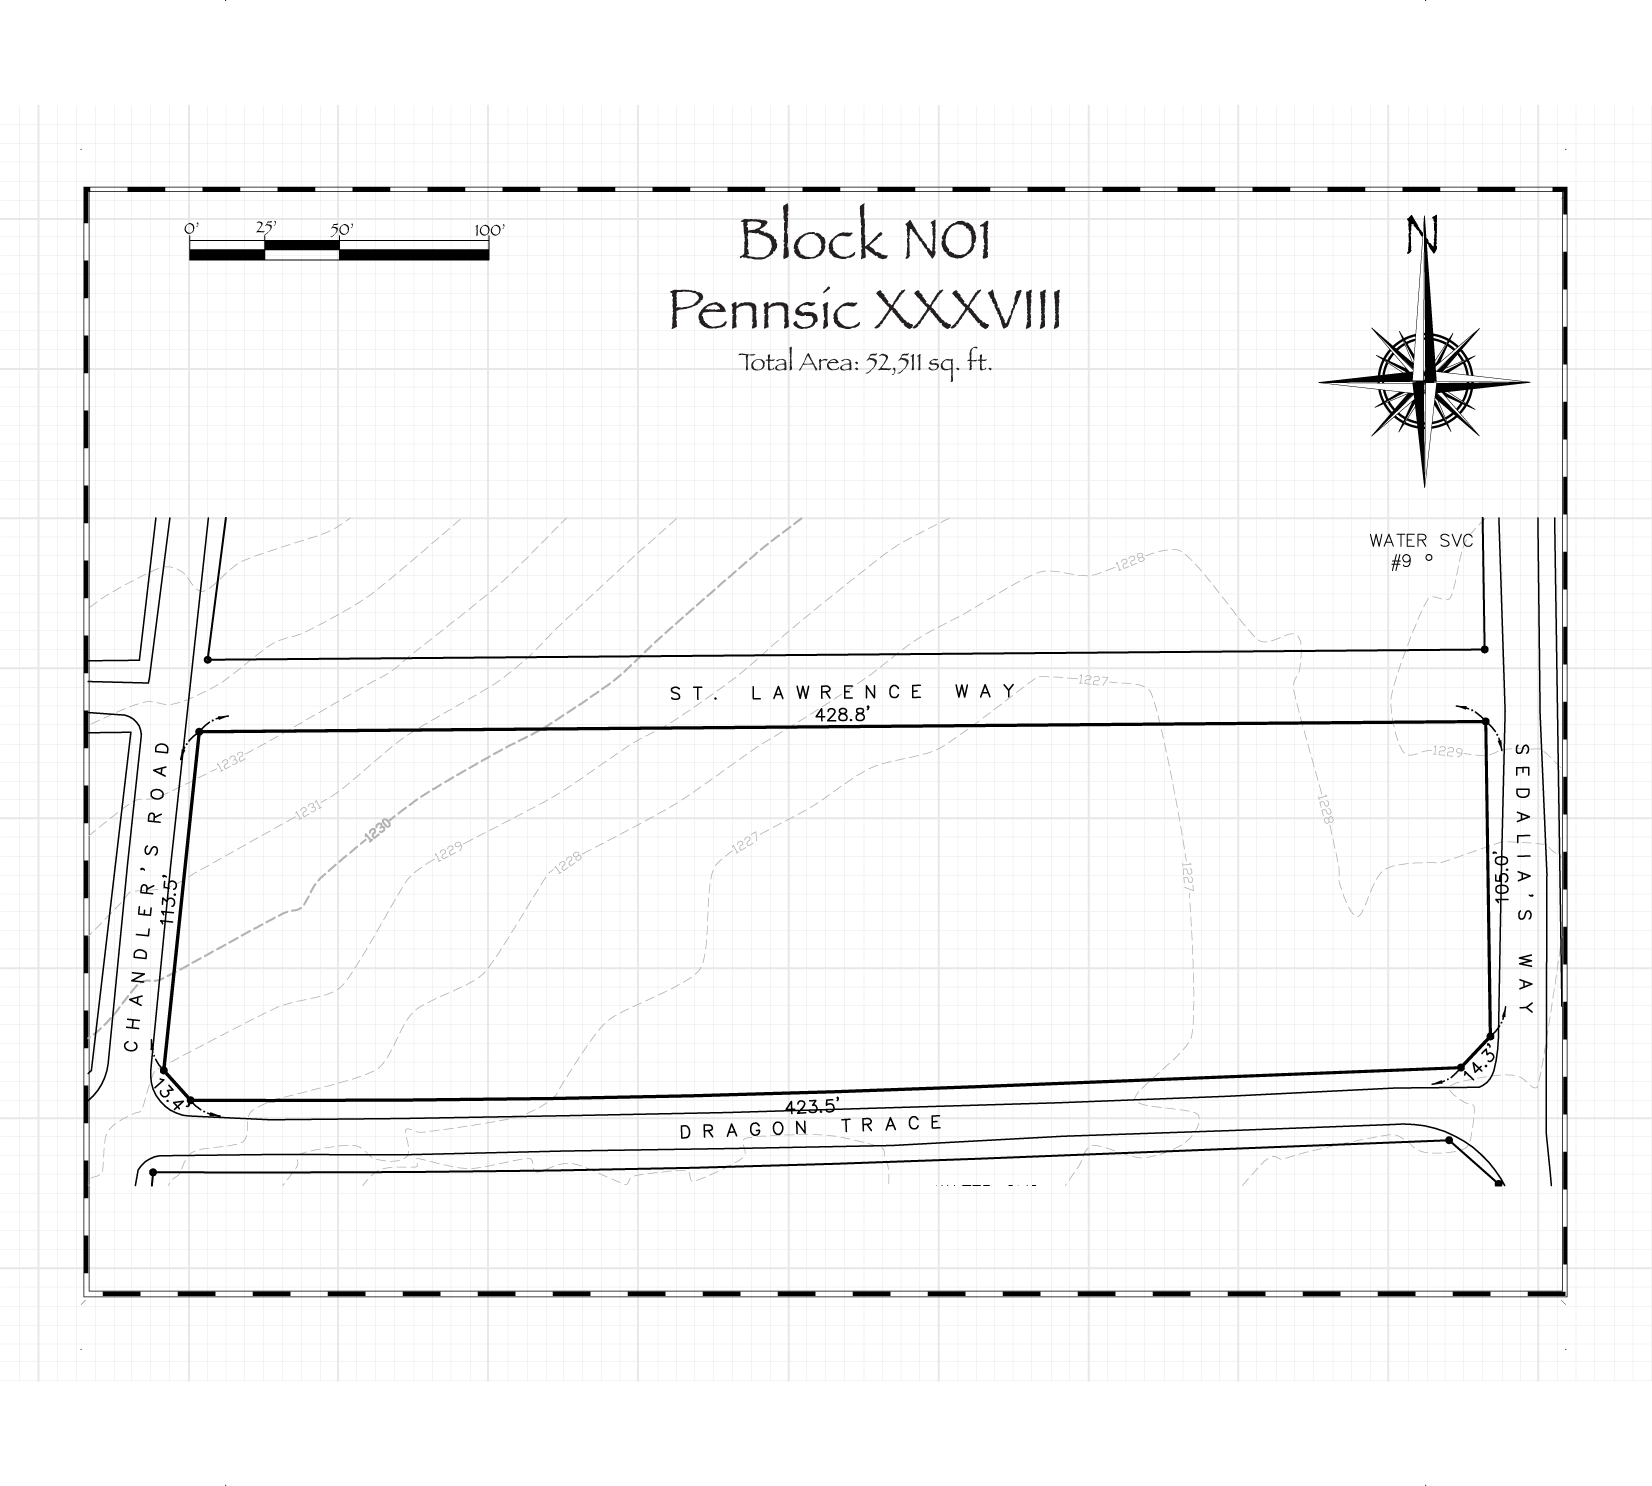 0' 25' 50' 100'
Block N01
Pennsic XXXVIII
Total Area: 52,511 sq. ft.
N
WATER SVC
#9
1228
1227
ST. LAWRENCE WAY
428.8'
1232
1231
1230
1229
1228
1227
1227
1228
1229
CHANDLER'S ROAD
113.5'
SEDALIA'S WAY
105.0'
13.4'
14.3'
423.5'
DRAGON TRACE